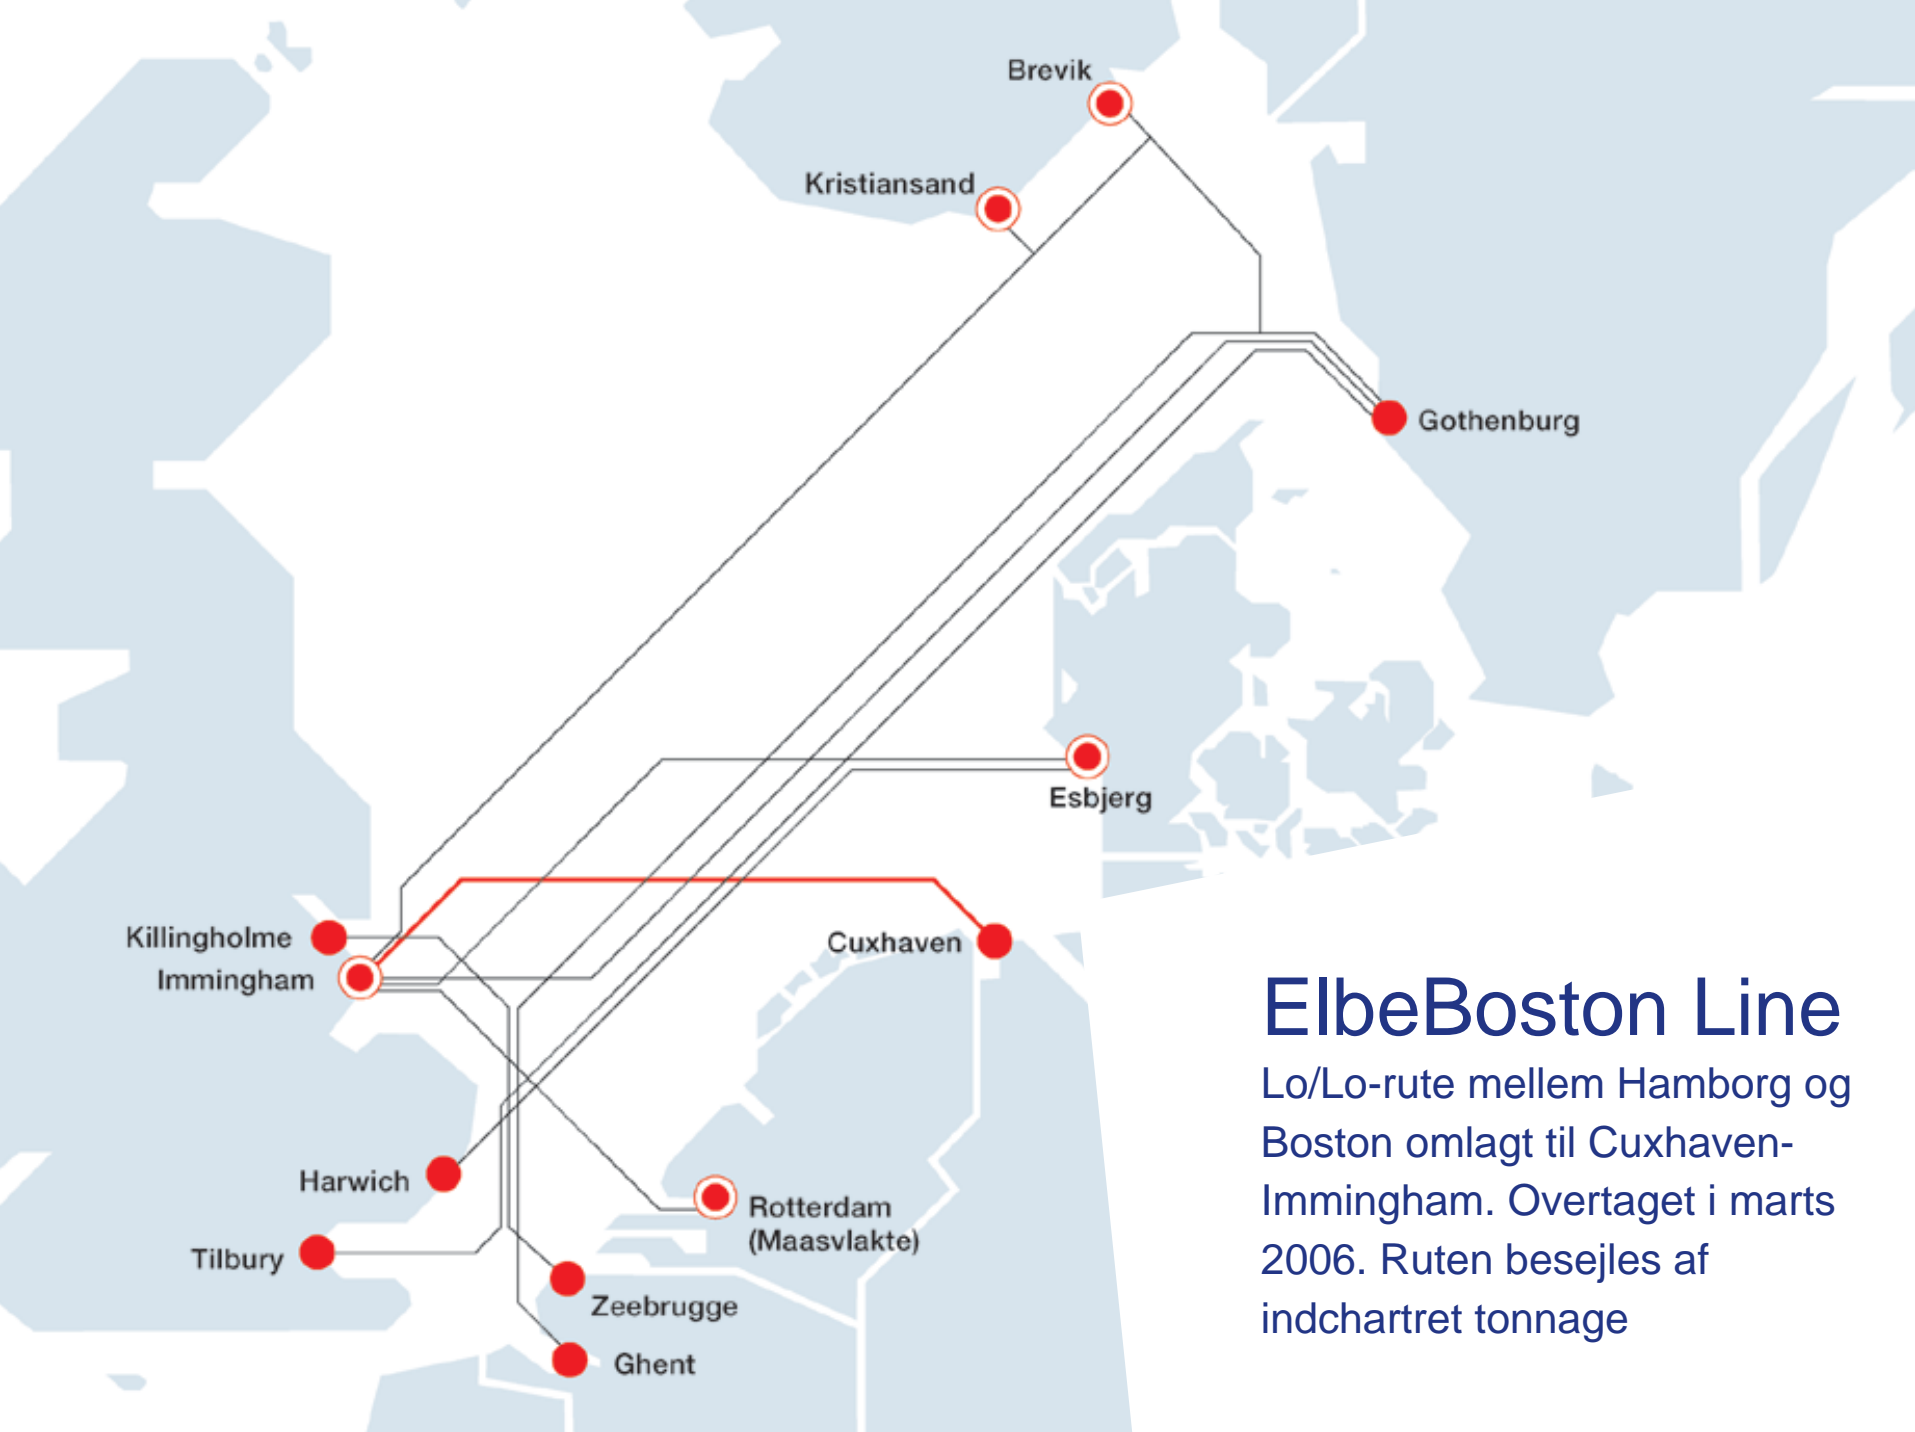 Brevik
Kristiansand
Gothenburg
Esbjerg
Killingholme
Immingham
Cuxhaven
Harwich
Tilbury
Rotterdam
(Maasvlakte)
Zeebrugge
Ghent
ElbeBoston Line
Lo/Lo-rute mellem Hamborg og
Boston omlagt til Cuxhaven-
Immingham. Overtaget i marts
2006. Ruten besejles af
indchartret tonnage